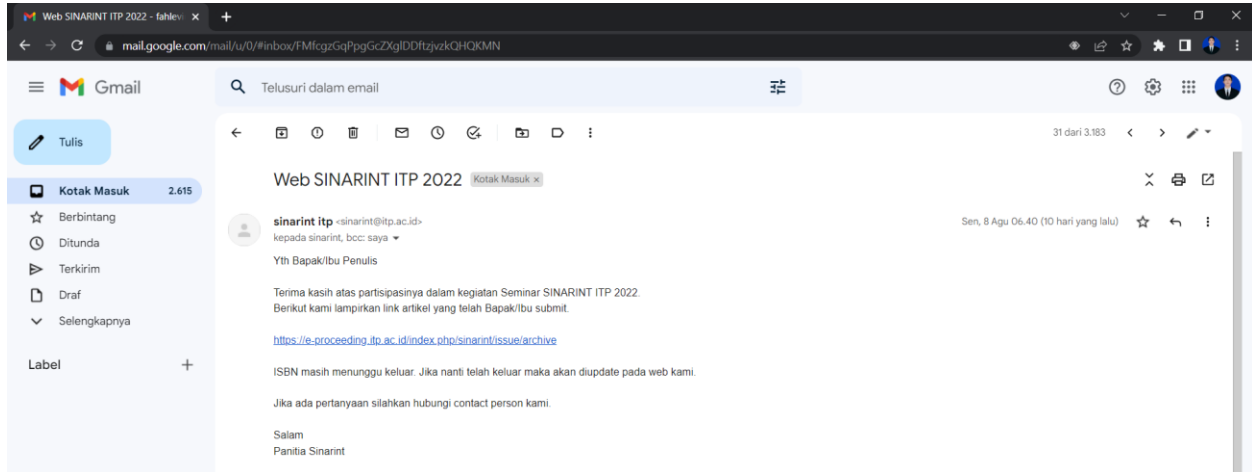 Web SINARINT ITP 2022 - fahlevi
mail.google.com/mail/u/0/#inbox/FMfcgzGqPpgGcZXglDDftzjvzkQHQKMN
Gmail
Telusuri dalam email
Tulis
31 dari 3.183
Kotak Masuk 2.615
Berbintang
Ditunda
Terkirim
Draf
Selengkapnya
Label
Web SINARINT ITP 2022 Kotak Masuk ×
sinarint itp <sinarint@itp.ac.id>
Sen, 8 Agu 06.40 (10 hari yang lalu)
kepada sinarint, bcc: saya
Yth Bapak/Ibu Penulis
Terima kasih atas partisipasinya dalam kegiatan Seminar SINARINT ITP 2022.
Berikut kami lampirkan link artikel yang telah Bapak/Ibu submit.
https://e-proceeding.itp.ac.id/index.php/sinarint/issue/archive
ISBN masih menunggu keluar. Jika nanti telah keluar maka akan diupdate pada web kami.
Jika ada pertanyaan silahkan hubungi contact person kami.
Salam
Panitia Sinarint